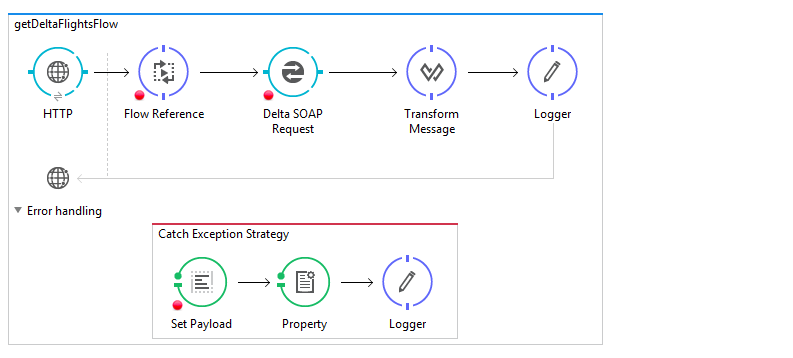 getDeltaFlightsFlow
HTTP
Flow Reference
Delta SOAP
Request
Transform
Message
Logger
Error handling
Catch Exception Strategy
Set Payload
Property
Logger